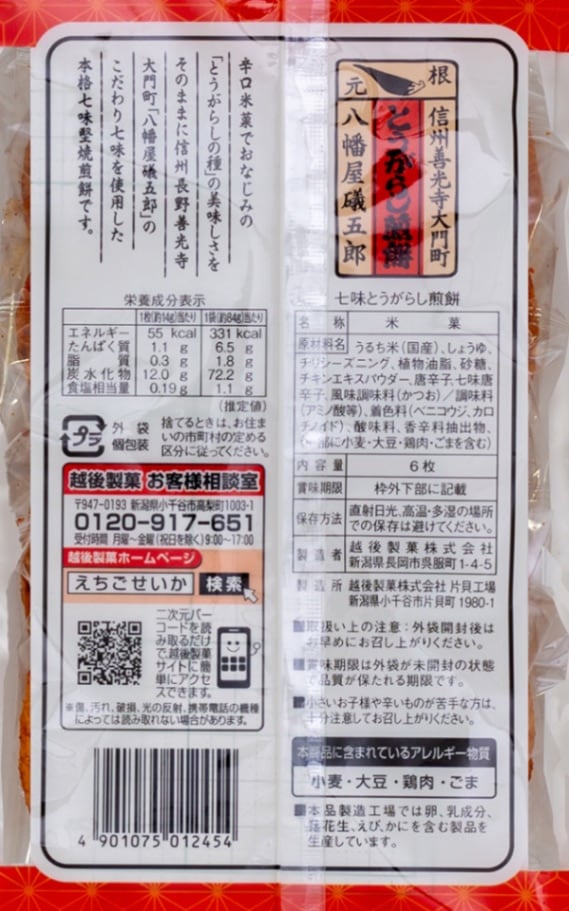 辛口米菓でおなじみの
「とうがらしの種」の美味しさを
そのままに信州長野善光寺
大門町「八幡屋礒五郎」の
こだわり七味を使用した
本格七味堅焼煎餅です。
根元
信州善光寺大門町
とうがらし煎餅
八幡屋礒五郎
栄養成分表示
1枚(約14g)当たり 1袋(約84g)当たり
エネルギー 55 kcal 331 kcal
たんぱく質 1.1 g 6.5 g
脂質 0.3 g 1.8 g
炭水化物 12.0 g 72.2 g
食塩相当量 0.19 g 1.1 g
(推定値)
プラ
外袋
個包装
捨てるときは、お住ま
いの市町村の定める
区分に従ってください。
越後製菓 お客様相談室
〒947-0193 新潟県小千谷市高梨町1003-1
0120-917-651
受付時間 月曜〜金曜(祝日を除く)9:00〜17:00
越後製菓ホームページ
えちごせいか 検索
二次元バー
コードを読
み取るだけ
で越後製菓
サイトに簡
単にアクセ
スできます。
※傷、汚れ、破損、光の反射、携帯電話の機種
によっては読み取れない場合があります。
4 901075 012454
七味とうがらし煎餅
名称 米菓
原材料名 うるち米(国産)、しょうゆ、
チリシーズニング、植物油脂、砂糖、
チキンエキスパウダー、唐辛子、七味唐
辛子、風味調味料(かつお)／調味料
(アミノ酸等)、着色料(ベニコウジ、カロ
チノイド)、酸味料、香辛料抽出物、
(一部に小麦・大豆・鶏肉・ごまを含む)
内容量 6枚
賞味期限 枠外下部に記載
保存方法 直射日光、高温・多湿の場所
での保存は避けてください。
製造者 越後製菓株式会社
新潟県長岡市呉服町1-4-5
製造所 越後製菓株式会社 片貝工場
新潟県小千谷市片貝町1980-1
■取扱い上の注意：外袋開封後は
お早めにお召し上がりください。
■賞味期限は外袋が未開封の状態
で品質が保たれる期限です。
■小さいお子様や辛いものが苦手な方は、
十分注意してお召し上がりください。
本商品に含まれているアレルギー物質
小麦・大豆・鶏肉・ごま
■本品製造工場では卵、乳成分、
落花生、えび、かにを含む製品を
生産しています。